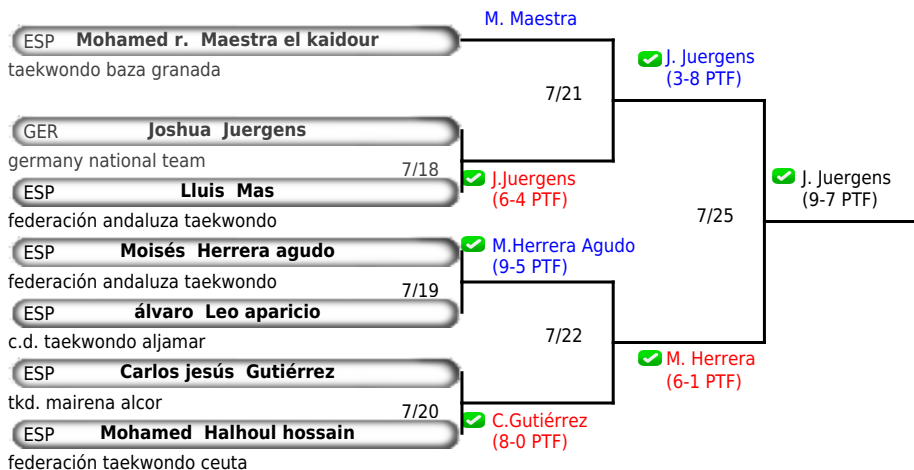 M. Maestra
ESP Mohamed r. Maestra el kaidour
taekwondo baza granada
J. Juergens
(3-8 PTF)
7/21
GER Joshua Juergens
germany national team
7/18
ESP Lluis Mas
federación andaluza taekwondo
J.Juergens
(6-4 PTF)
J. Juergens
(9-7 PTF)
7/25
ESP Moisés Herrera agudo
federación andaluza taekwondo
M.Herrera Agudo
(9-5 PTF)
7/19
ESP álvaro Leo aparicio
c.d. taekwondo aljamar
7/22
M. Herrera
(6-1 PTF)
ESP Carlos jesús Gutiérrez
tkd. mairena alcor
7/20
ESP Mohamed Halhoul hossain
federación taekwondo ceuta
C.Gutiérrez
(8-0 PTF)